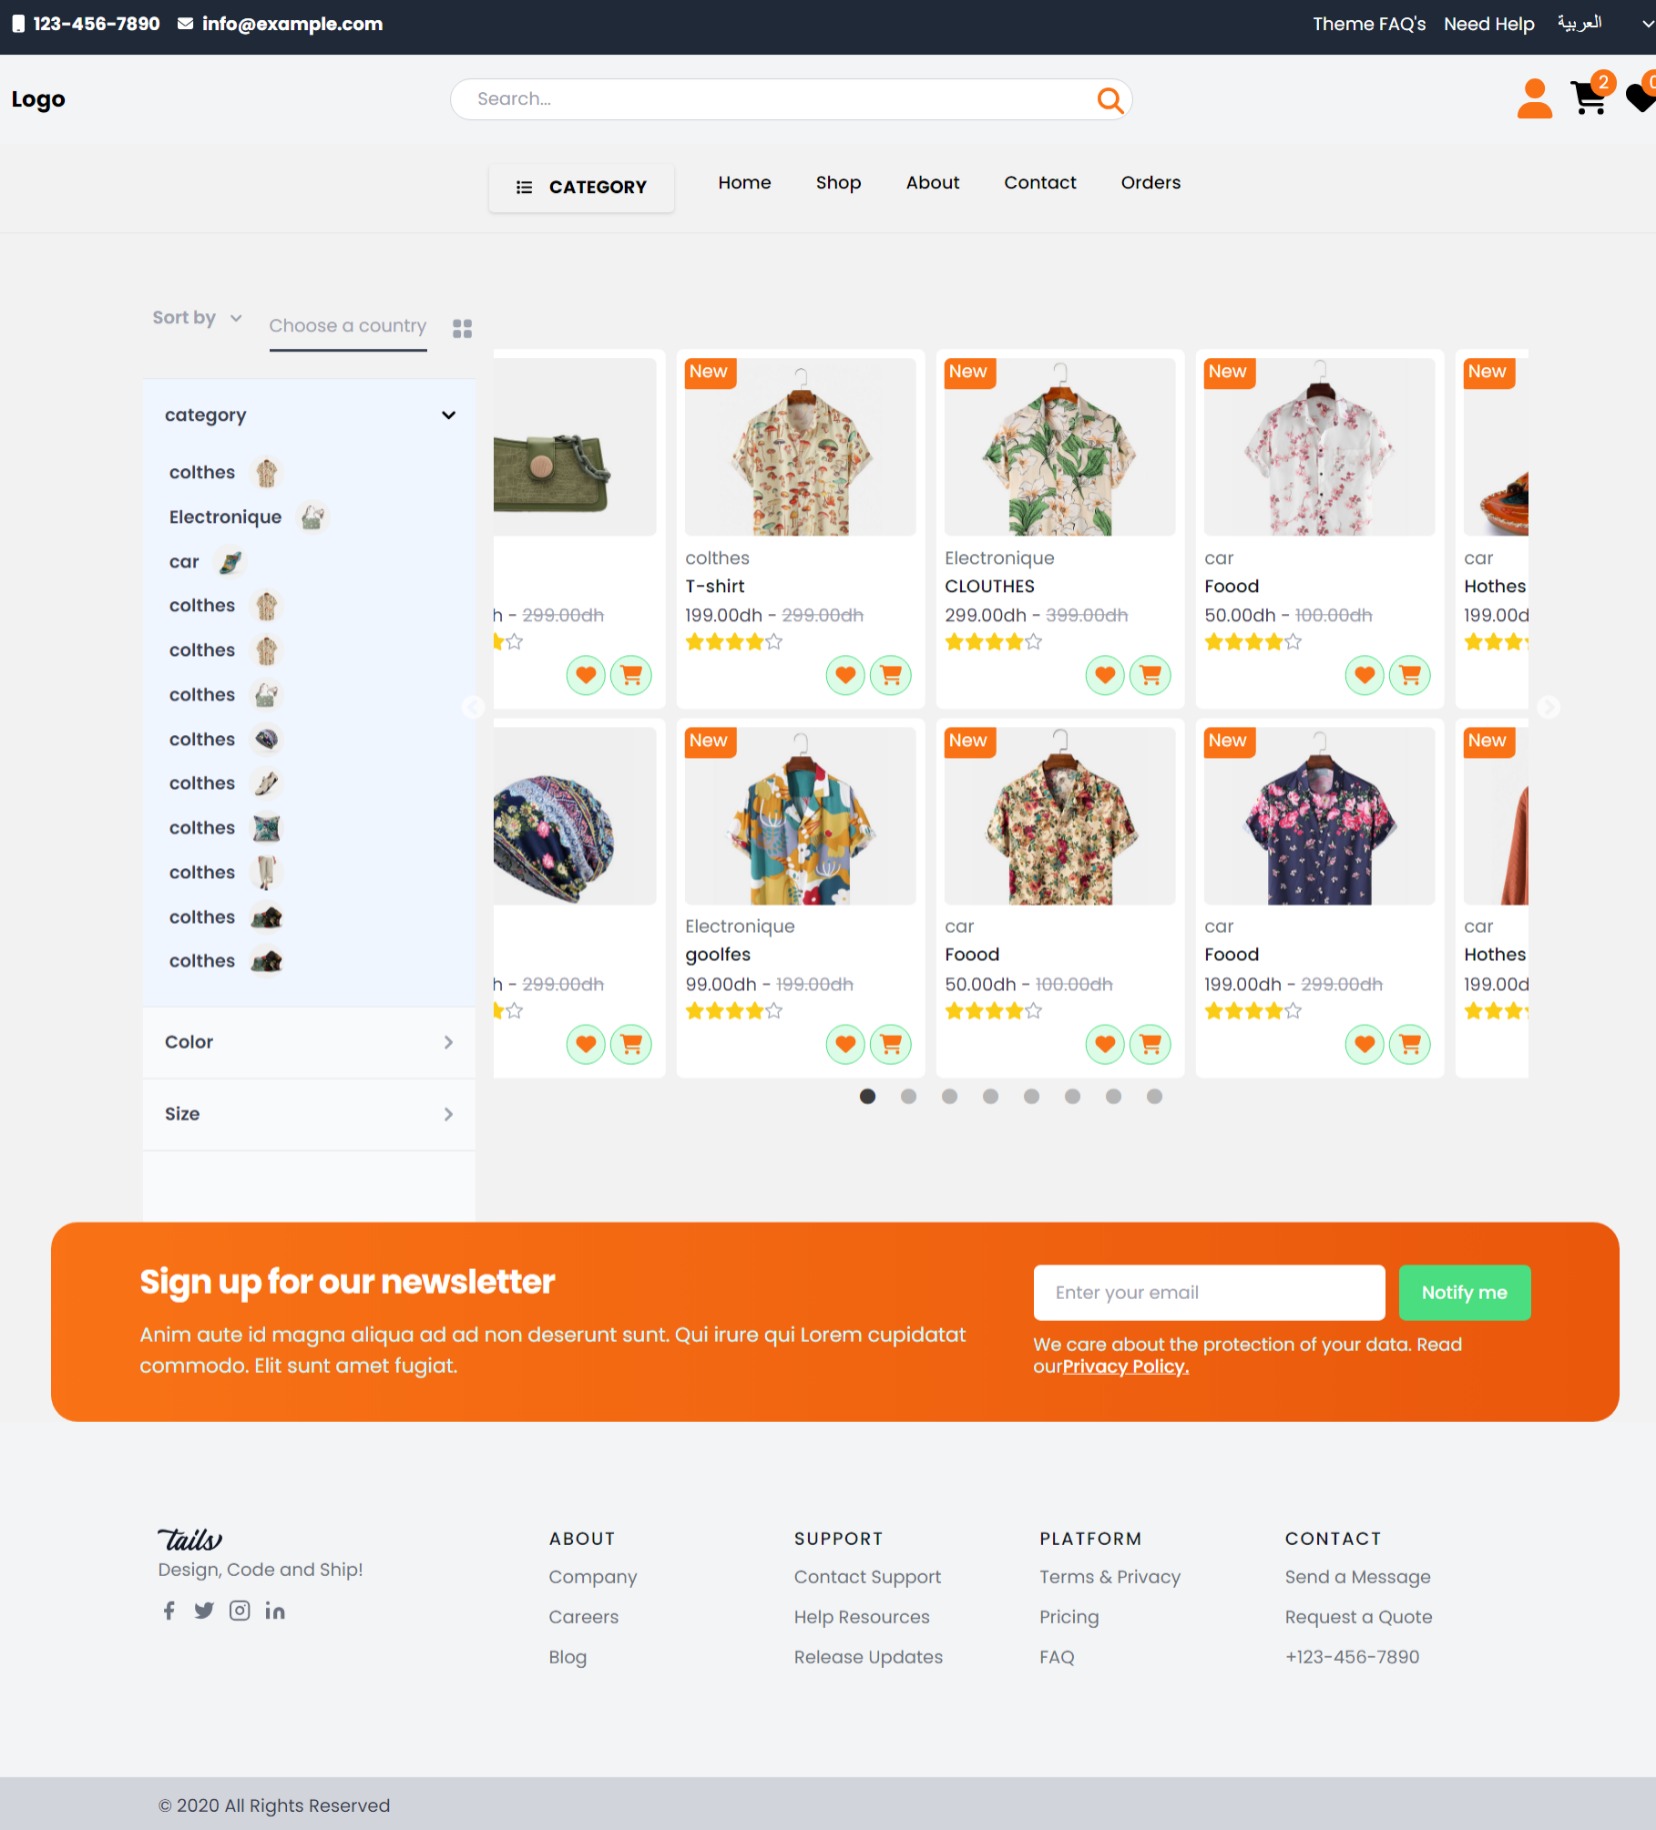 123-456-7890 info@example.com Theme FAQ's Need Help العربية
Logo Search... 2
CATEGORY Home Shop About Contact Orders
Sort by Choose a country
category
colthes
Electronique
car
colthes
colthes
colthes
colthes
colthes
colthes
colthes
colthes
colthes
Color
Size
New New New New
colthes Electronique car car
T-shirt CLOUTHES Foood Hothes
h - 299.00dh 199.00dh - 299.00dh 299.00dh - 399.00dh 50.00dh - 100.00dh 199.00d
New New New New
Electronique car car car
goolfes Foood Foood Hothes
h - 299.00dh 99.00dh - 199.00dh 50.00dh - 100.00dh 199.00dh - 299.00dh 199.00d
Sign up for our newsletter
Anim aute id magna aliqua ad ad non deserunt sunt. Qui irure qui Lorem cupidatat
commodo. Elit sunt amet fugiat.
Enter your email Notify me
We care about the protection of your data. Read
ourPrivacy Policy.
Tails
Design, Code and Ship!
ABOUT
Company
Careers
Blog
SUPPORT
Contact Support
Help Resources
Release Updates
PLATFORM
Terms & Privacy
Pricing
FAQ
CONTACT
Send a Message
Request a Quote
+123-456-7890
© 2020 All Rights Reserved